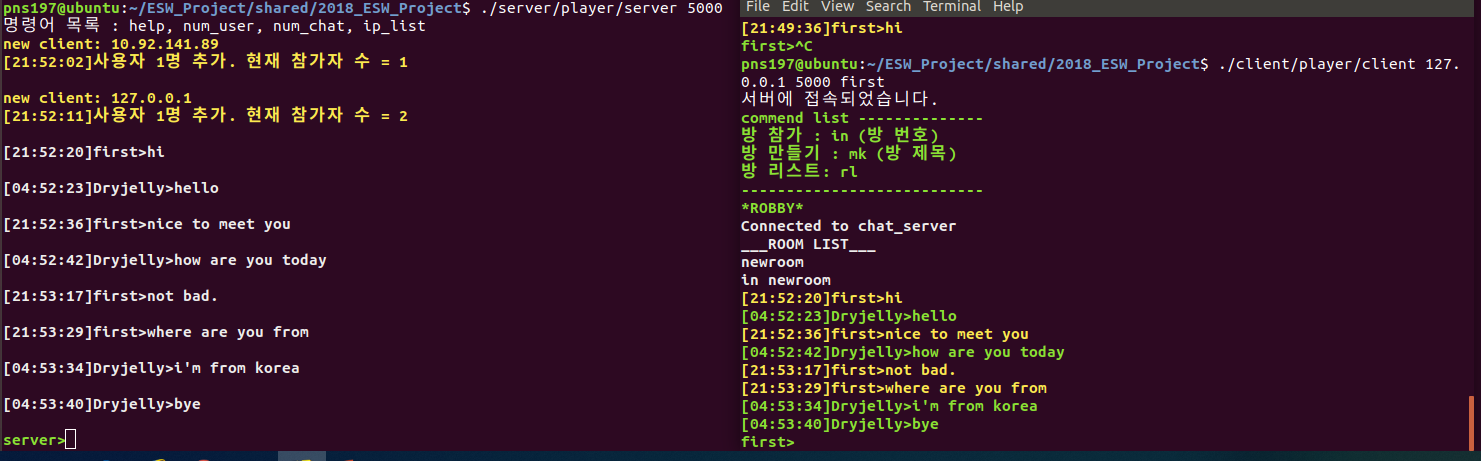 pns197@ubuntu:~/ESW_Project/shared/2018_ESW_Project$ ./server/player/server 5000
명령어 목록 : help, num_user, num_chat, ip_list
new client: 10.92.141.89
[21:52:02]사용자 1명 추가. 현재 참가자 수 = 1
new client: 127.0.0.1
[21:52:11]사용자 1명 추가. 현재 참가자 수 = 2
[21:52:20]first>hi
[04:52:23]Dryjelly>hello
[21:52:36]first>nice to meet you
[04:52:42]Dryjelly>how are you today
[21:53:17]first>not bad.
[21:53:29]first>where are you from
[04:53:34]Dryjelly>i'm from korea
[04:53:40]Dryjelly>bye
server>
File Edit View Search Terminal Help
[21:49:36]first>hi
first>^C
pns197@ubuntu:~/ESW_Project/shared/2018_ESW_Project$ ./client/player/client 127.
0.0.1 5000 first
서버에 접속되었습니다.
commend list --------------
방 참가 : in (방 번호)
방 만들기 : mk (방 제목)
방 리스트: rl
---------------------------
*ROBBY*
Connected to chat_server
___ROOM LIST___
newroom
in newroom
[21:52:20]first>hi
[04:52:23]Dryjelly>hello
[21:52:36]first>nice to meet you
[04:52:42]Dryjelly>how are you today
[21:53:17]first>not bad.
[21:53:29]first>where are you from
[04:53:34]Dryjelly>i'm from korea
[04:53:40]Dryjelly>bye
first>